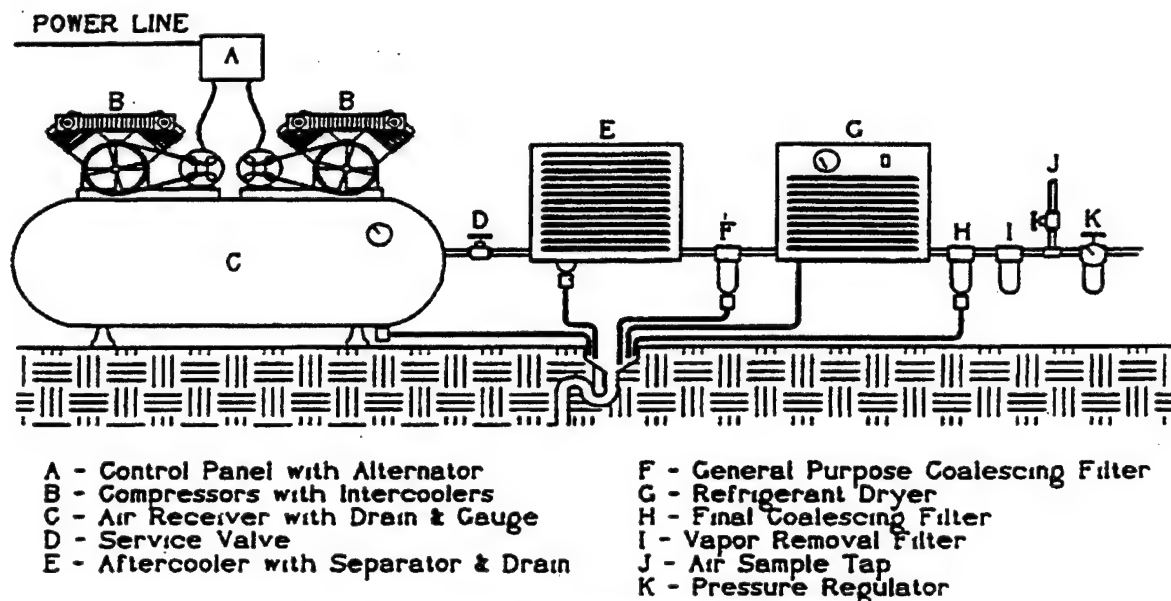 POWER LINE
A
B B
E G
J
D F H I K
C
A - Control Panel with Alternator
B - Compressors with Intercoolers
C - Air Receiver with Drain & Gauge
D - Service Valve
E - Aftercooler with Separator & Drain
F - General Purpose Coalescing Filter
G - Refrigerant Dryer
H - Final Coalescing Filter
I - Vapor Removal Filter
J - Air Sample Tap
K - Pressure Regulator